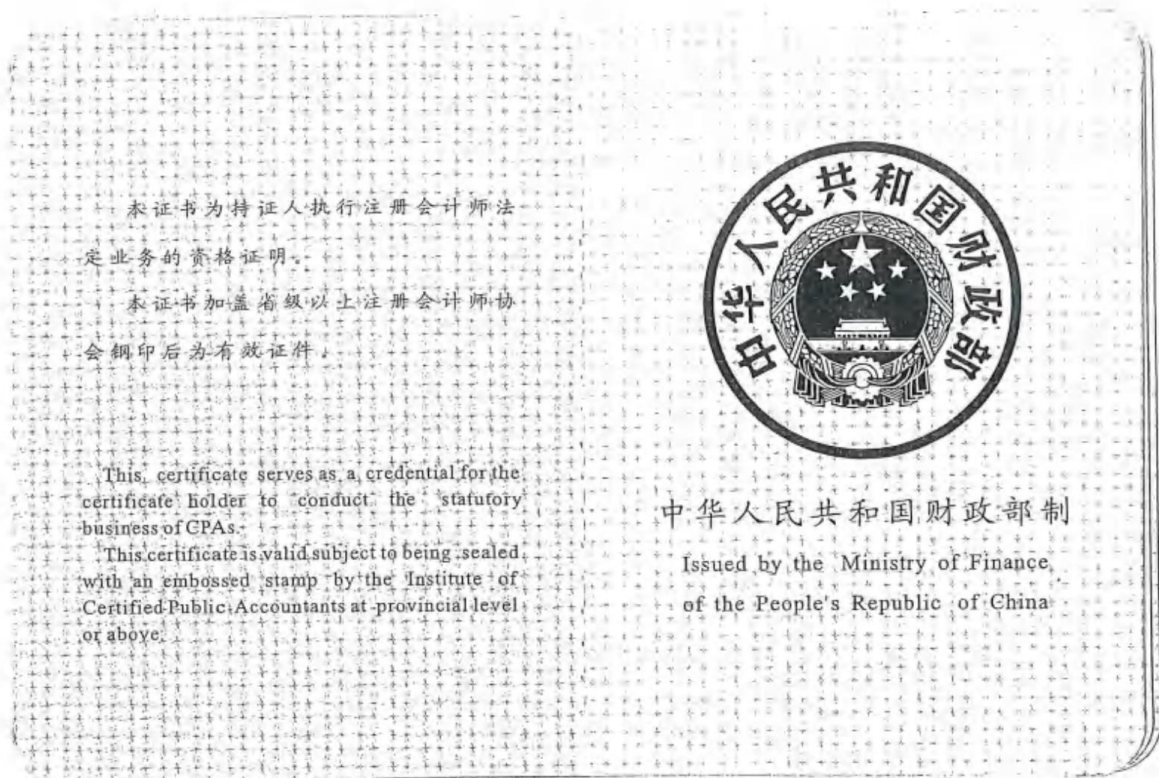 本证书为持证人执行注册会计师法
定业务的资格证明。
本证书加盖省级以上注册会计师协
会钢印后为有效证件。
This certificate serves as a credential for the
certificate holder to conduct the statutory
business of CPAs.
This certificate is valid subject to being sealed
with an embossed stamp by the Institute of
Certified Public Accountants at provincial level
or above.
中华人民共和国财政部
中华人民共和国财政部制
Issued by the Ministry of Finance
of the People's Republic of China